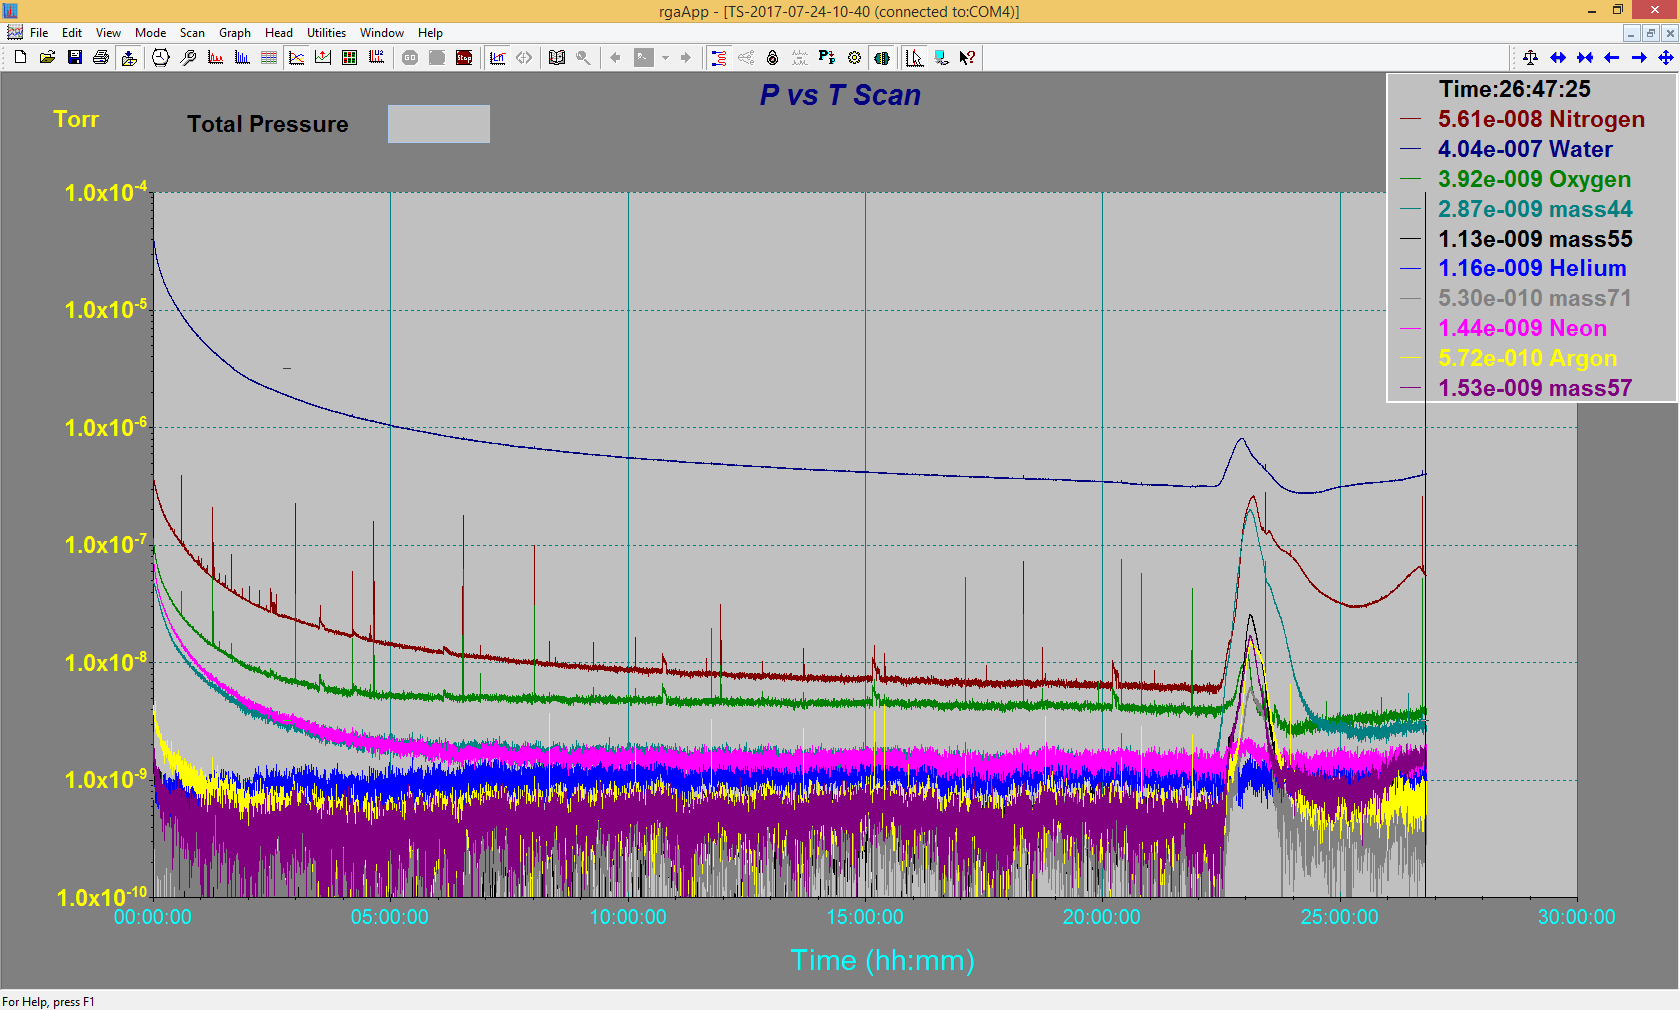 rgaApp - [TS-2017-07-24-10-40 (connected to:COM4)]
File Edit View Mode Scan Graph Head Utilities Window Help
GO Stop
P vs T Scan
Torr
Total Pressure
Time:26:47:25
5.61e-008 Nitrogen
4.04e-007 Water
3.92e-009 Oxygen
2.87e-009 mass44
1.13e-009 mass55
1.16e-009 Helium
5.30e-010 mass71
1.44e-009 Neon
5.72e-010 Argon
1.53e-009 mass57
1.0x10-4
1.0x10-5
1.0x10-6
1.0x10-7
1.0x10-8
1.0x10-9
1.0x10-10
00:00:00 05:00:00 10:00:00 15:00:00 20:00:00 25:00:00 30:00:00
Time (hh:mm)
For Help, press F1